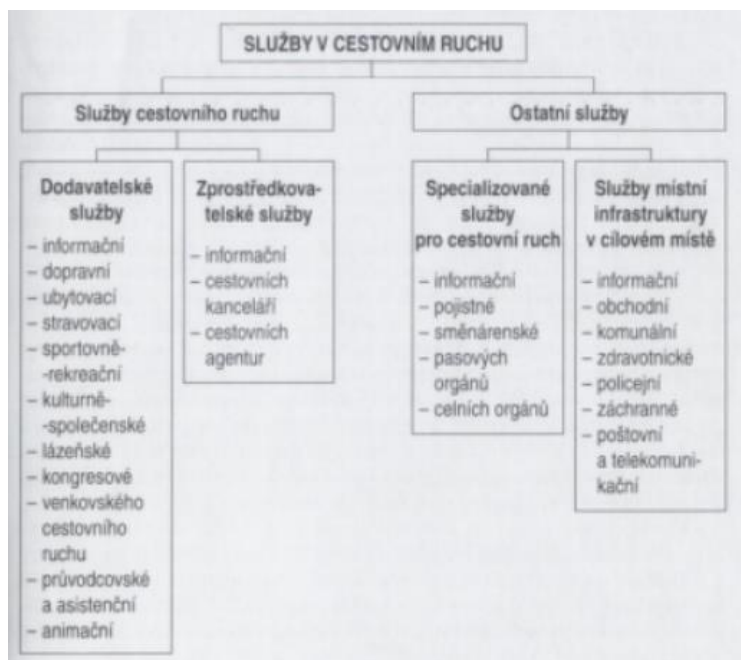 SLUŽBY V CESTOVNÍM RUCHU
Služby cestovního ruchu
Ostatní služby
Dodavatelské
služby
– informační
– dopravní
– ubytovací
– stravovací
– sportovně-
-rekreační
– kulturně-
-společenské
– lázeňské
– kongresové
– venkovského
cestovního
ruchu
– průvodcovské
a asistenční
– animační
Zprostředkova-
telské služby
– informační
– cestovních
kanceláří
– cestovních
agentur
Specializované
služby
pro cestovní ruch
– informační
– pojistné
– směnárenské
– pasových
orgánů
– celních orgánů
Služby místní
infrastruktury
v cílovém místě
– informační
– obchodní
– komunální
– zdravotnické
– policejní
– záchranné
– poštovní
a telekomuni-
kační